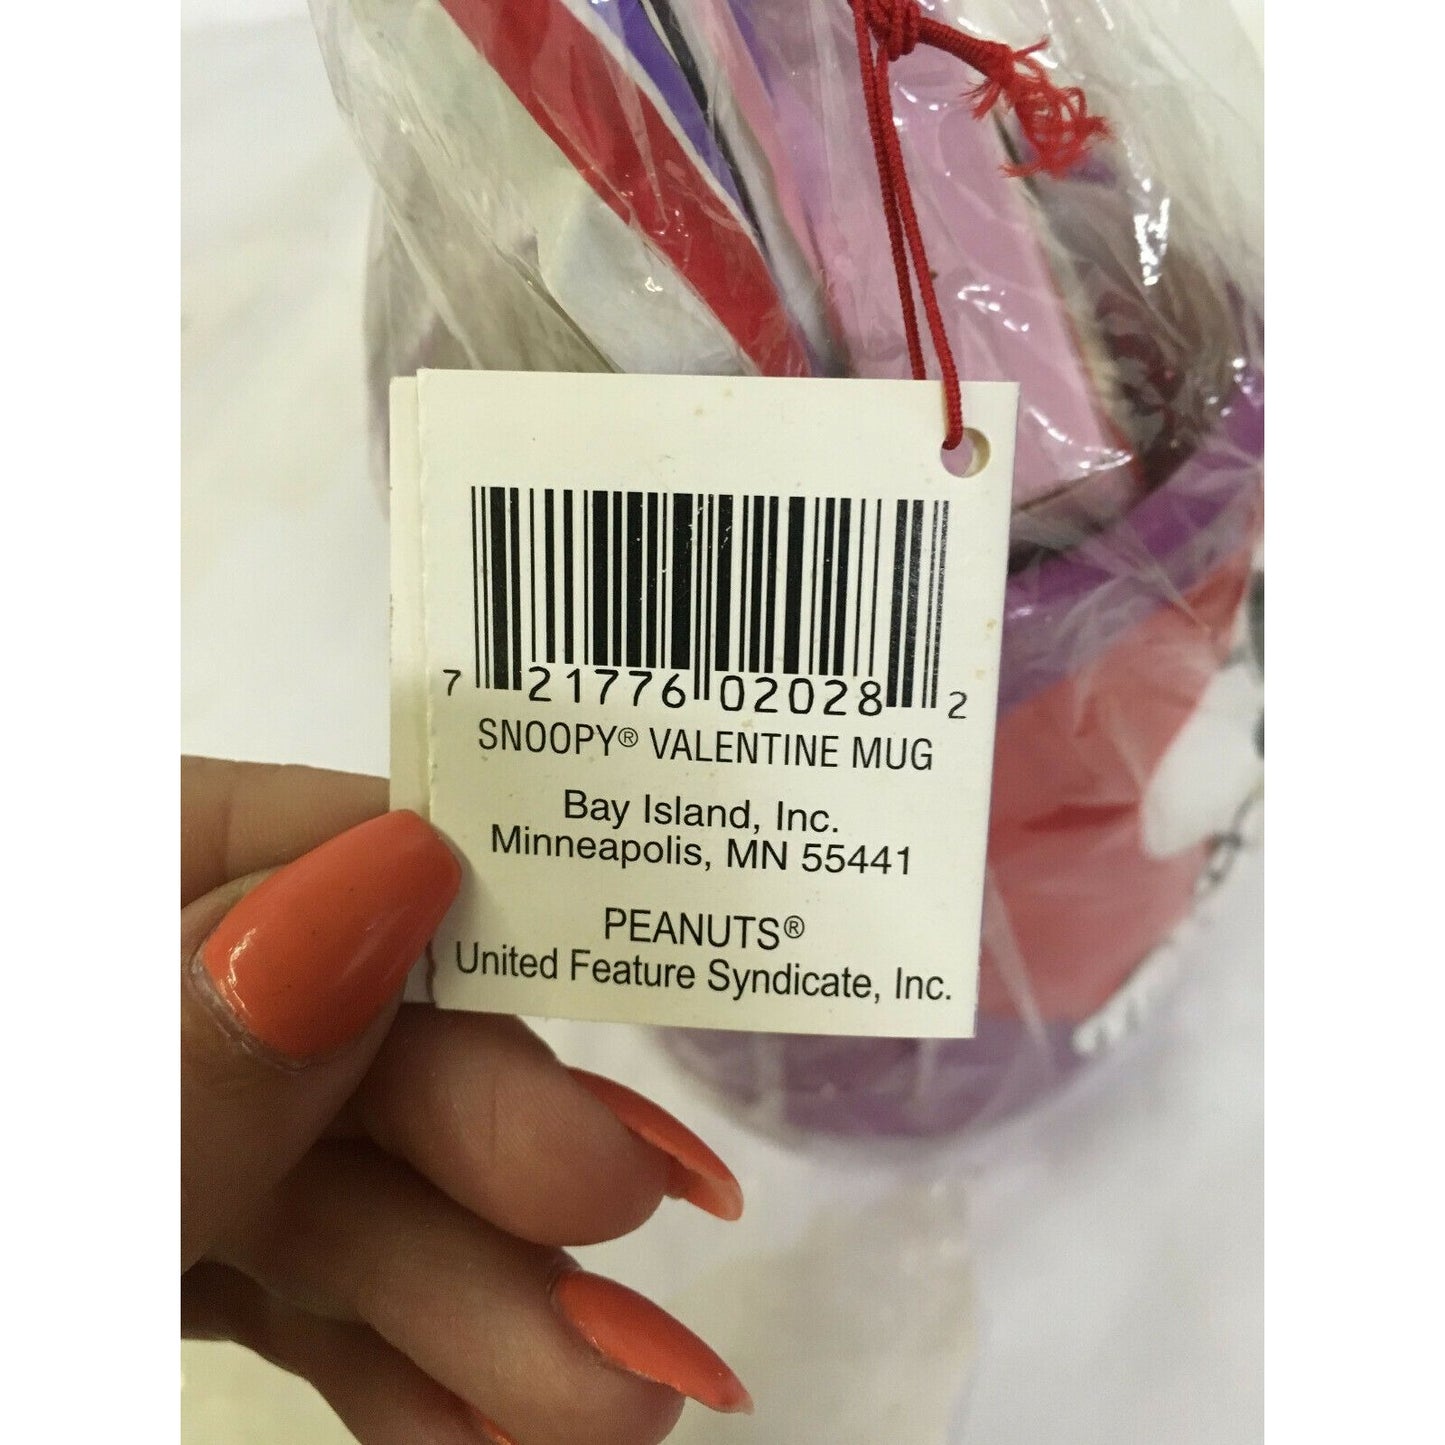 7 21776 02028 2
SNOOPY® VALENTINE MUG
Bay Island, Inc.
Minneapolis, MN 55441
PEANUTS®
United Feature Syndicate, Inc.